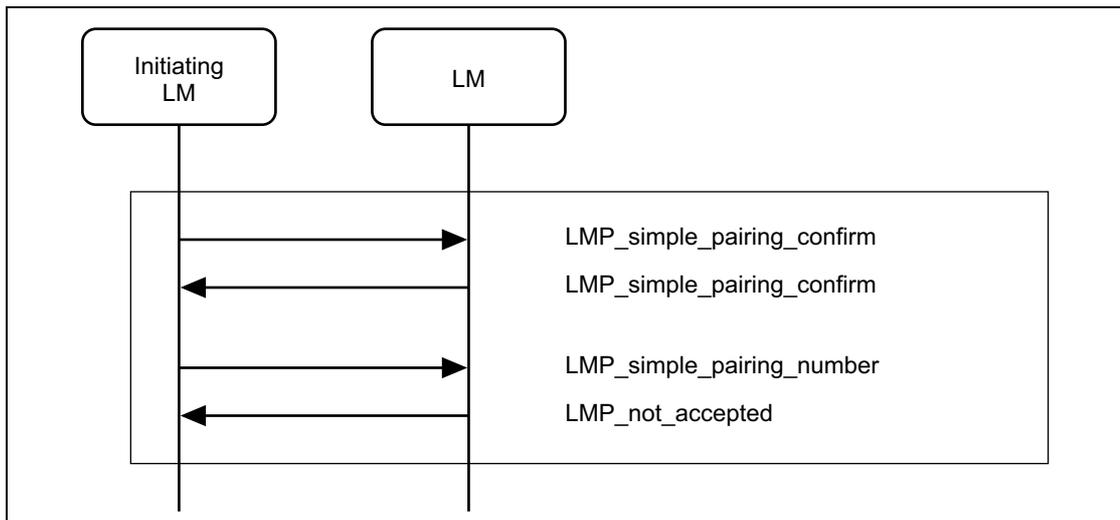 Initiating
LM
LM
LMP_simple_pairing_confirm
LMP_simple_pairing_confirm
LMP_simple_pairing_number
LMP_not_accepted